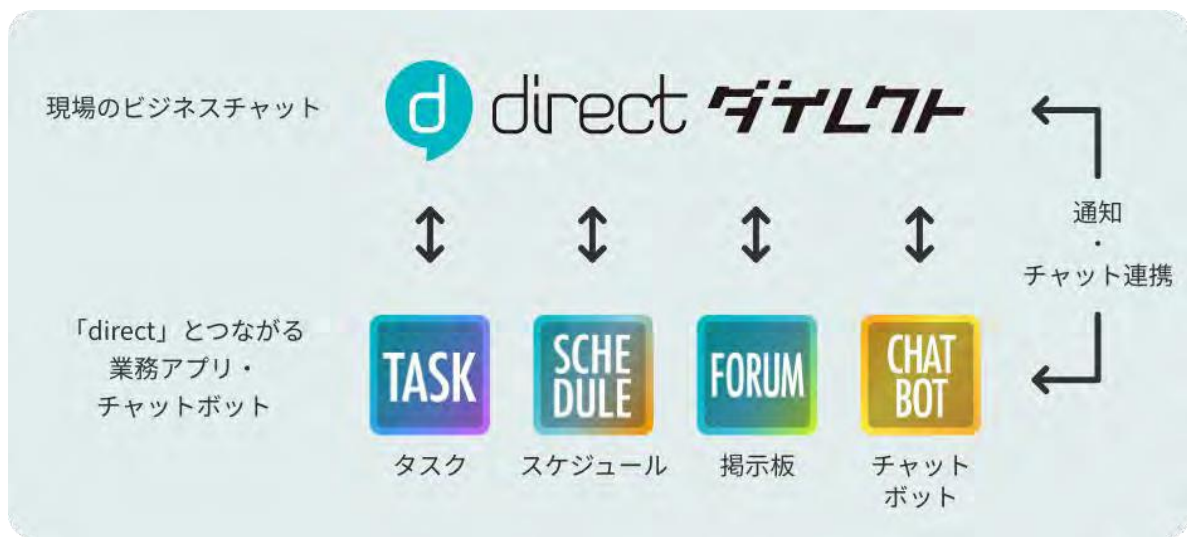 現場のビジネスチャット
direct ダイレクト
通知
・
チャット連携
「direct」とつながる
業務アプリ・
チャットボット
TASK
SCHE
DULE
FORUM
CHAT
BOT
タスク
スケジュール
掲示板
チャット
ボット